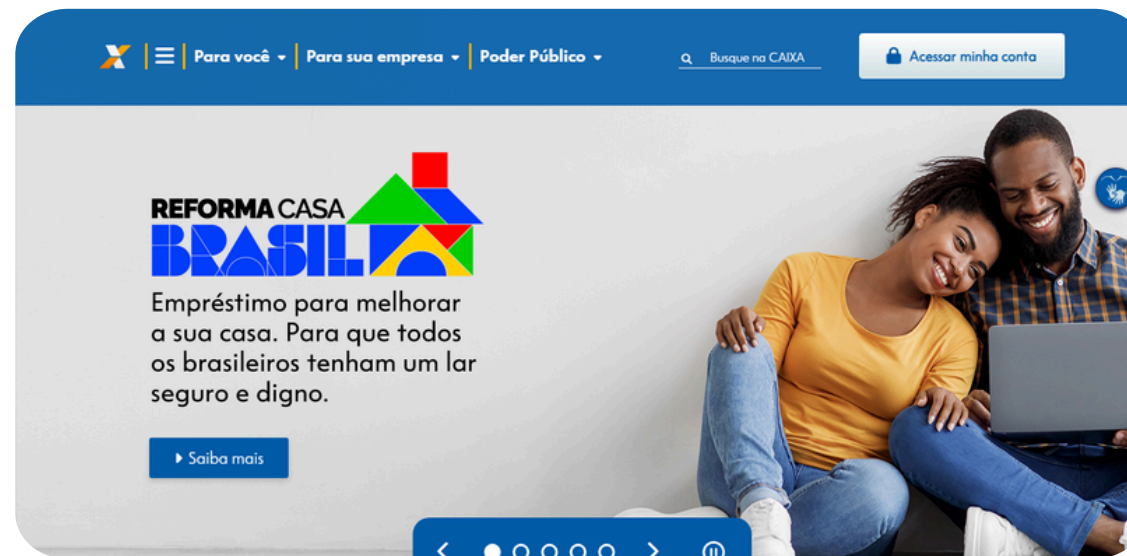 Para você
Para sua empresa
Poder Público
Busque na CAIXA
Acessar minha conta
REFORMA CASA
BRASIL
Empréstimo para melhorar
a sua casa. Para que todos
os brasileiros tenham um lar
seguro e digno.
Saiba mais